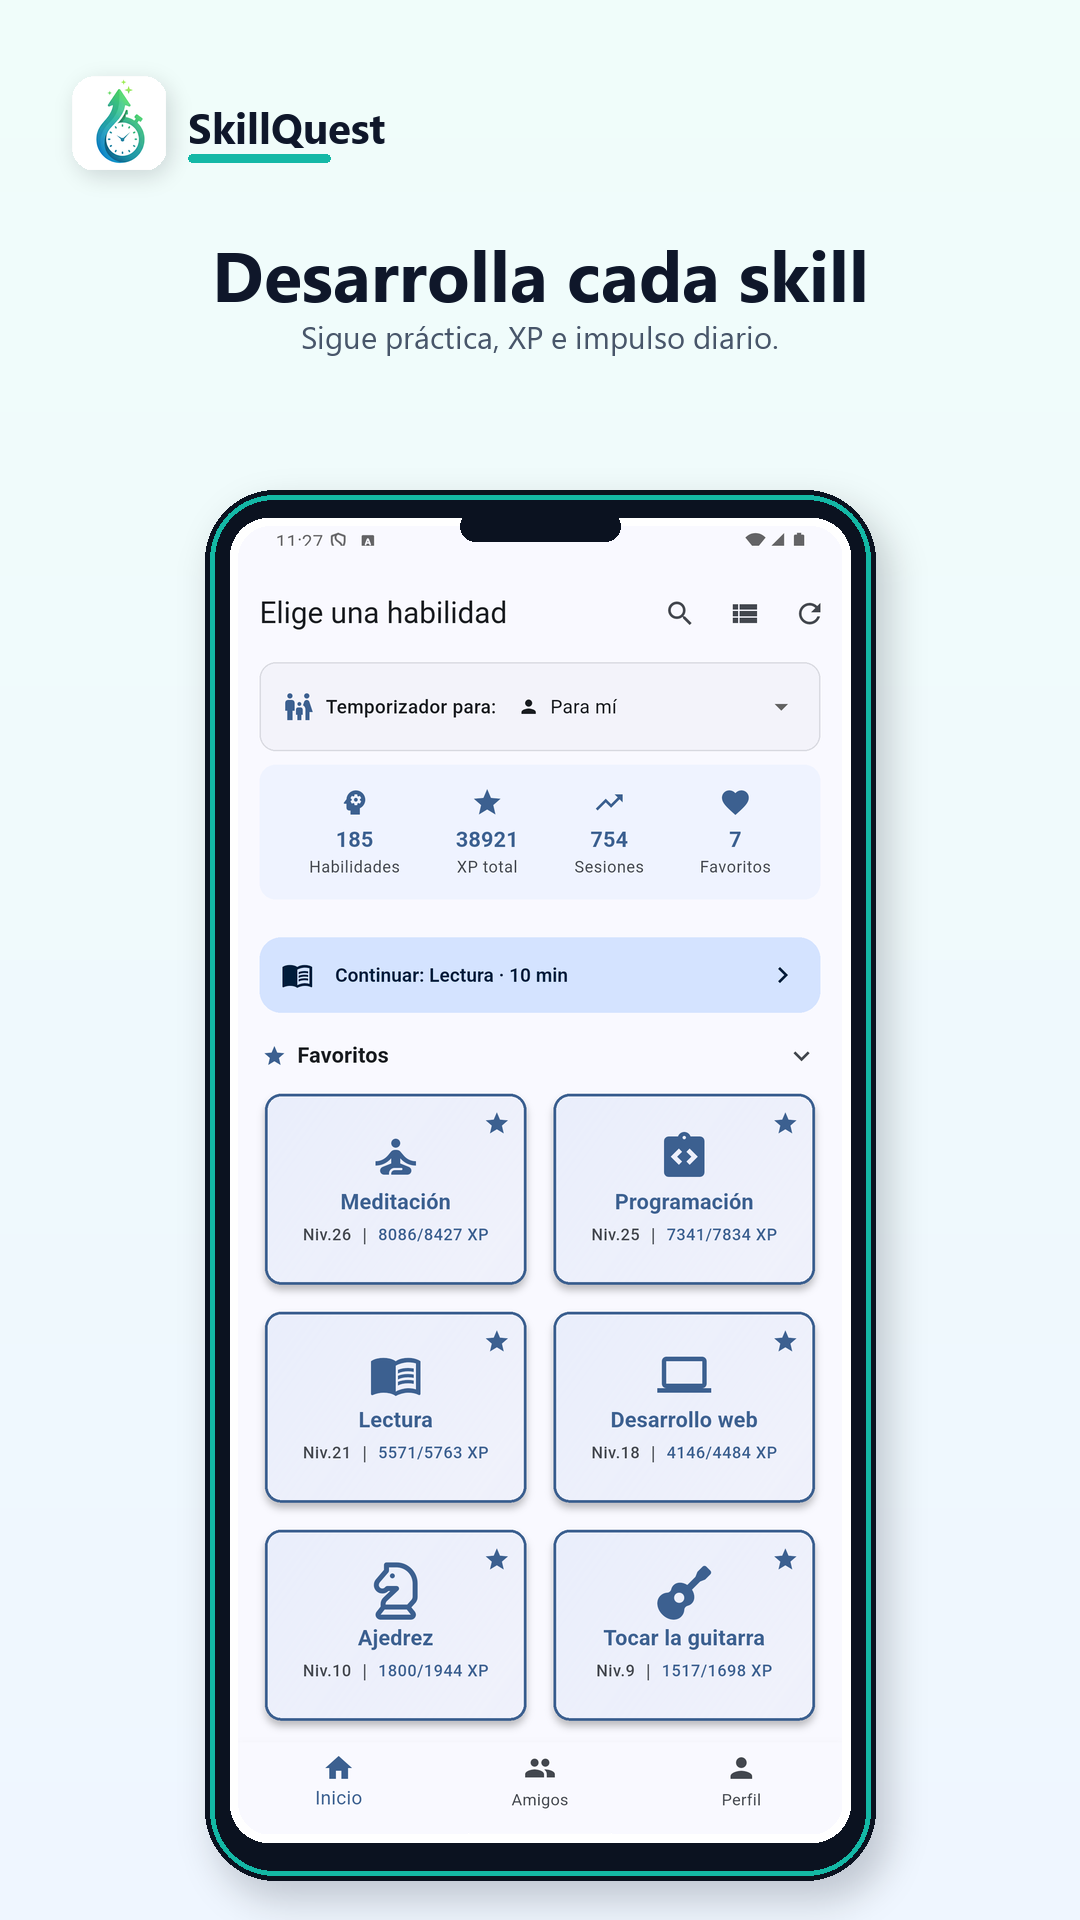 SkillQuest
Desarrolla cada skill
Sigue práctica, XP e impulso diario.
11:27
Elige una habilidad
Temporizador para: Para mí
185 38921 754 7
Habilidades XP total Sesiones Favoritos
Continuar: Lectura · 10 min
Favoritos
Meditación Programación
Niv.26 | 8086/8427 XP Niv.25 | 7341/7834 XP
Lectura Desarrollo web
Niv.21 | 5571/5763 XP Niv.18 | 4146/4484 XP
Ajedrez Tocar la guitarra
Niv.10 | 1800/1944 XP Niv.9 | 1517/1698 XP
Inicio Amigos Perfil